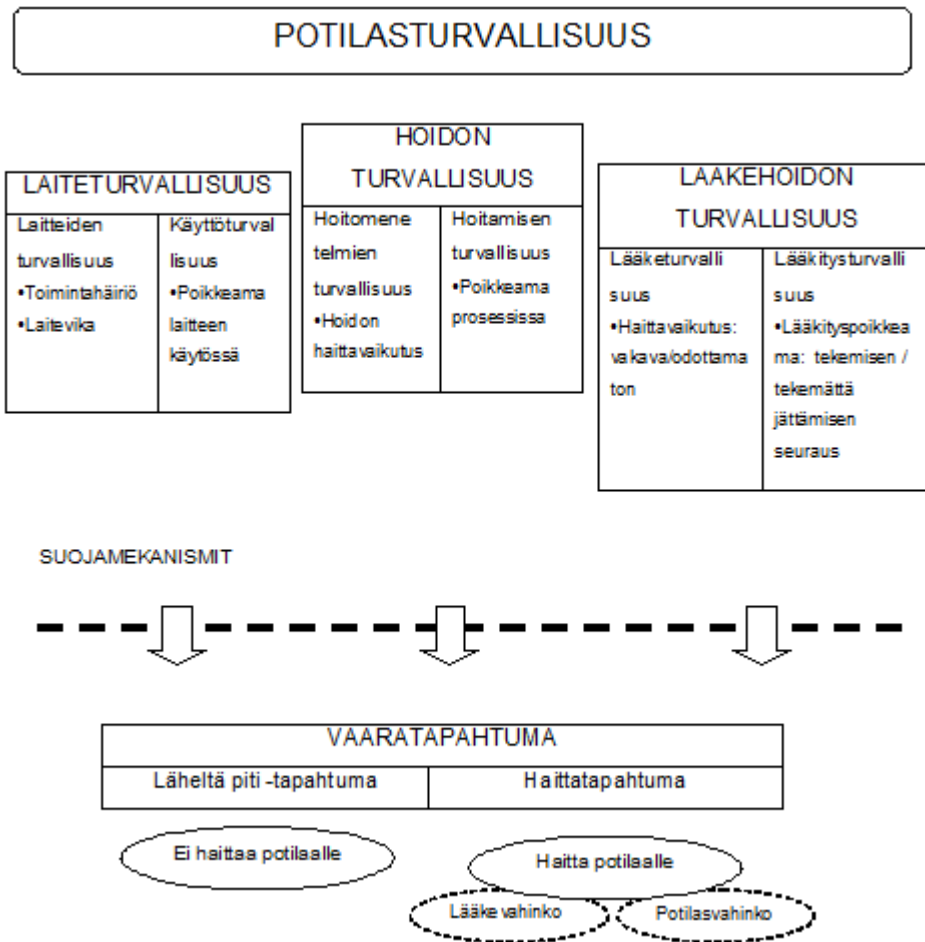 POTILASTURVALLISUUS
LAITETURVALLISUUS
Laitteiden
turvallisuus
•Toimintahäiriö
•Laitevika
Käyttöturval
lisuus
•Poikkeama
laitteen
käytössä
HOIDON
TURVALLISUUS
Hoitomene
telmien
turvallisuus
•Hoidon
haittavaikutus
Hoitamisen
turvallisuus
•Poikkeama
prosessissa
LAAKEHOIDON
TURVALLISUUS
Lääketurvalli
suus
•Haittavaikutus:
vakava/odottama
ton
Lääkitysturvalli
suus
•Lääkityspoikkea
ma: tekemisen /
tekemättä
jättämisen
seuraus
SUOJAMEKANISMIT
VAARATAPAHTUMA
Läheltä piti -tapahtuma
Haittatapahtuma
Ei haittaa potilaalle
Haitta potilaalle
Lääkevahinko
Potilasvahinko